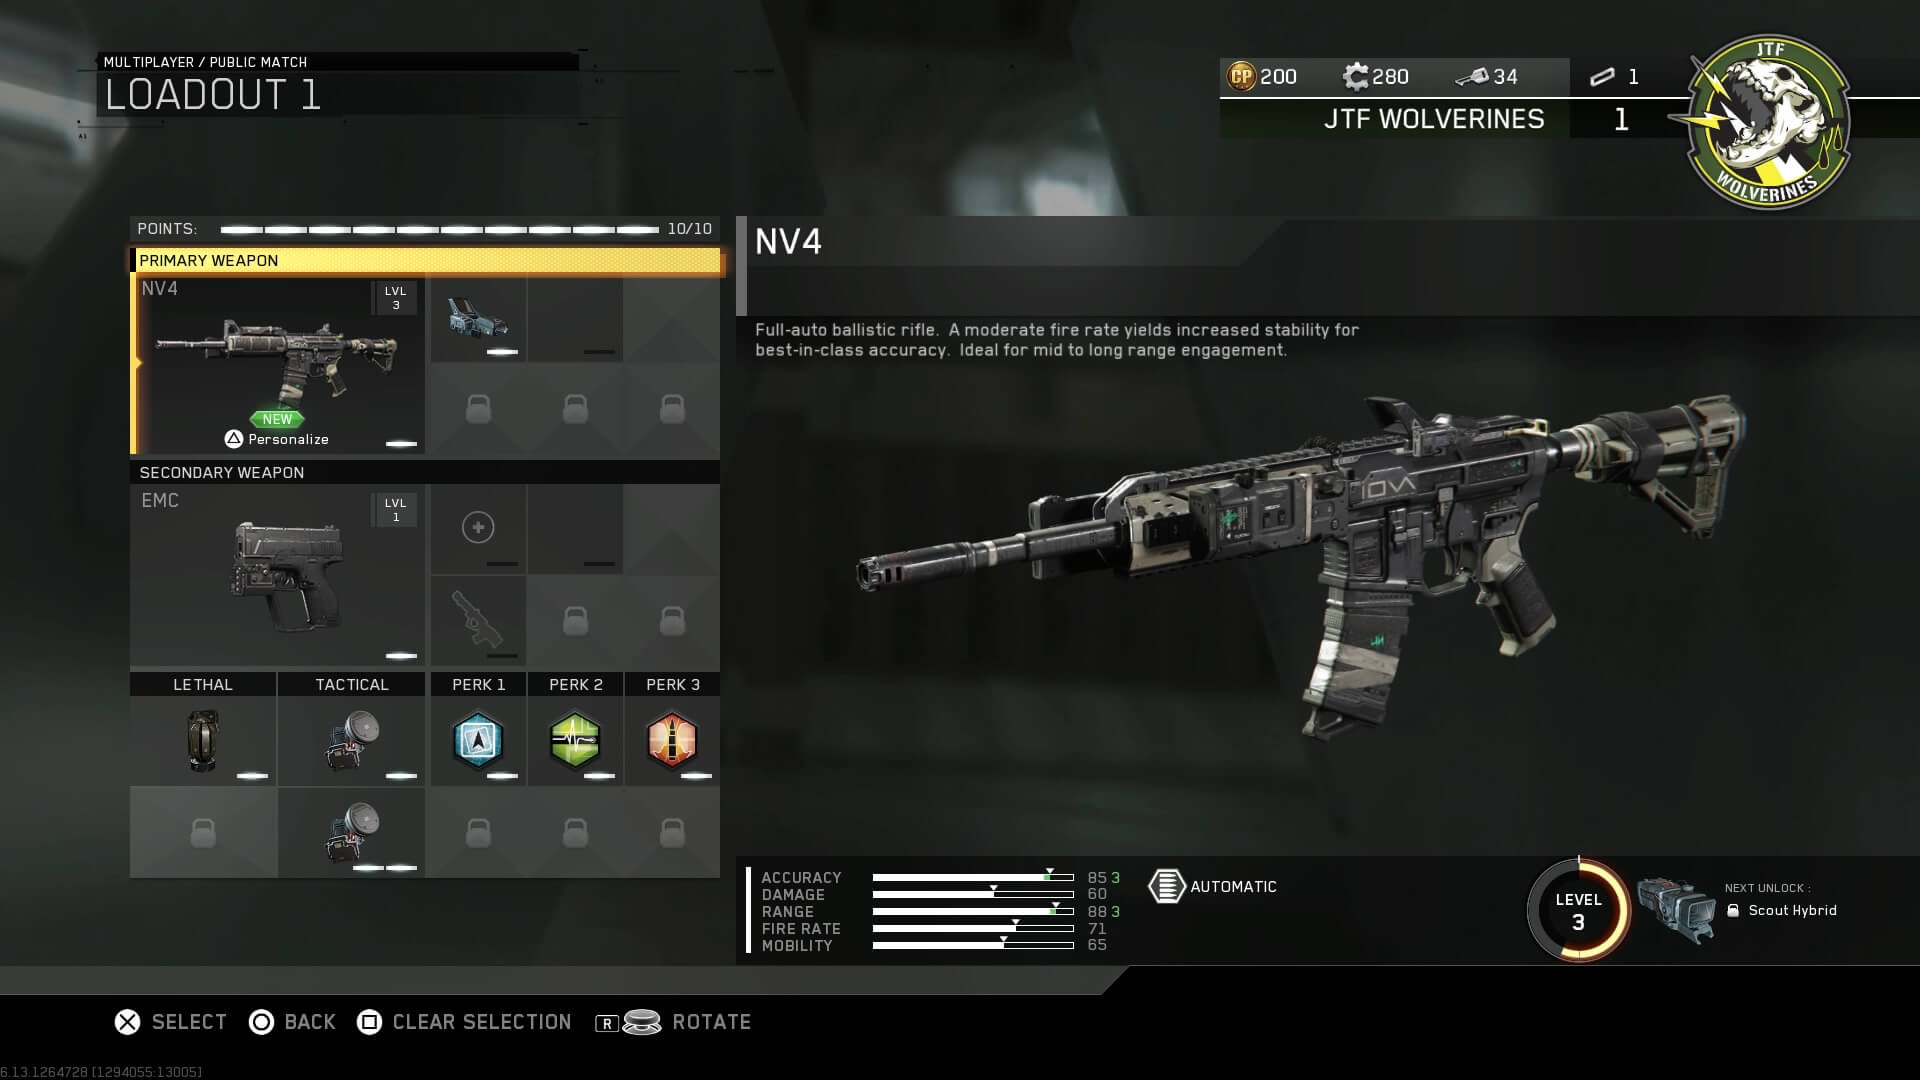 MULTIPLAYER / PUBLIC MATCH
LOADOUT 1
CP 200 280 34 1
JTF WOLVERINES 1
JTF
WOLVERINES
POINTS: 10/10
PRIMARY WEAPON
NV4
LVL
3
NEW
Personalize
SECONDARY WEAPON
EMC
LVL
1
LETHAL TACTICAL PERK 1 PERK 2 PERK 3
NV4
Full-auto ballistic rifle. A moderate fire rate yields increased stability for
best-in-class accuracy. Ideal for mid to long range engagement.
IOVA
ACCURACY 85 3
DAMAGE 60
RANGE 88 3
FIRE RATE 71
MOBILITY 65
AUTOMATIC
LEVEL
3
NEXT UNLOCK :
Scout Hybrid
SELECT BACK CLEAR SELECTION R ROTATE
6.13.1264728 [1294055:13005]